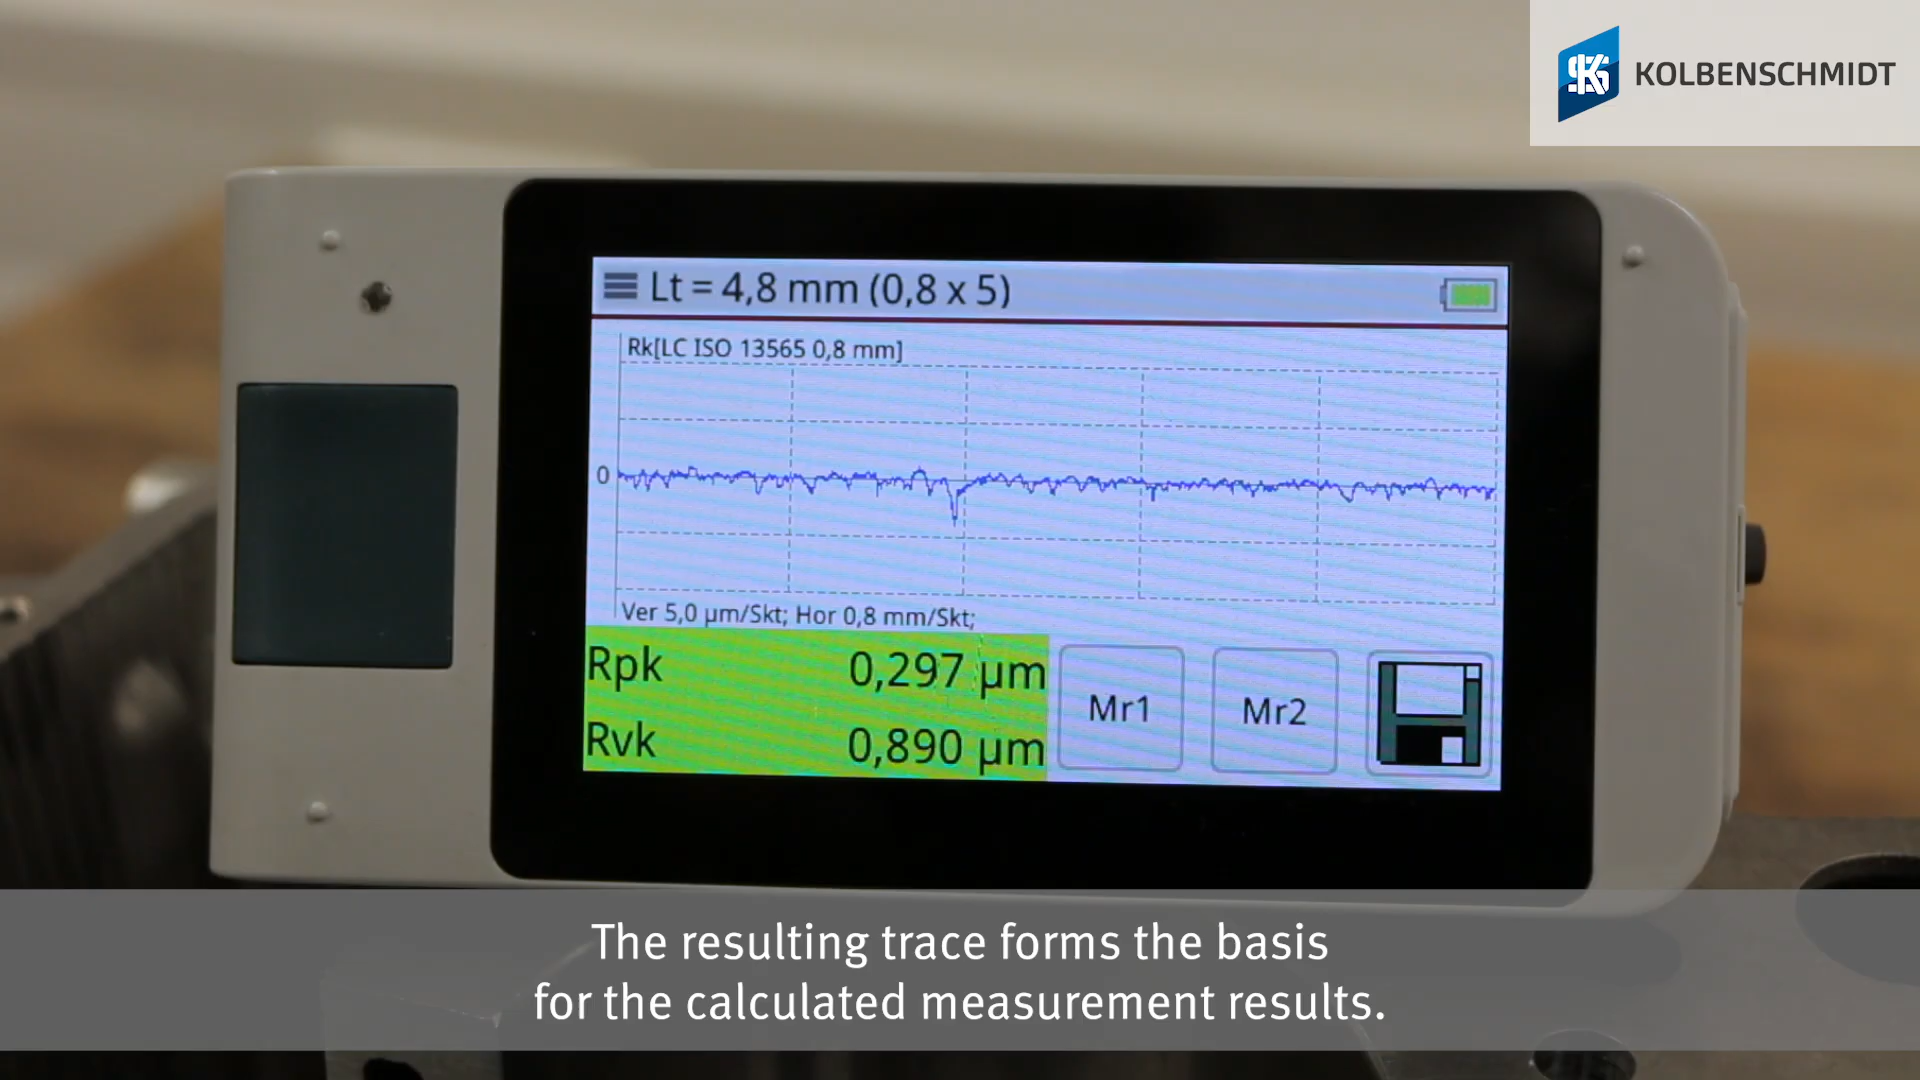 KOLBENSCHMIDT
Lt = 4,8 mm (0,8 x 5)
Rk[LC ISO 13565 0,8 mm]
0
Ver 5,0 µm/Skt; Hor 0,8 mm/Skt;
Rpk 0,297 µm
Rvk 0,890 µm
Mr1
Mr2
The resulting trace forms the basis
for the calculated measurement results.